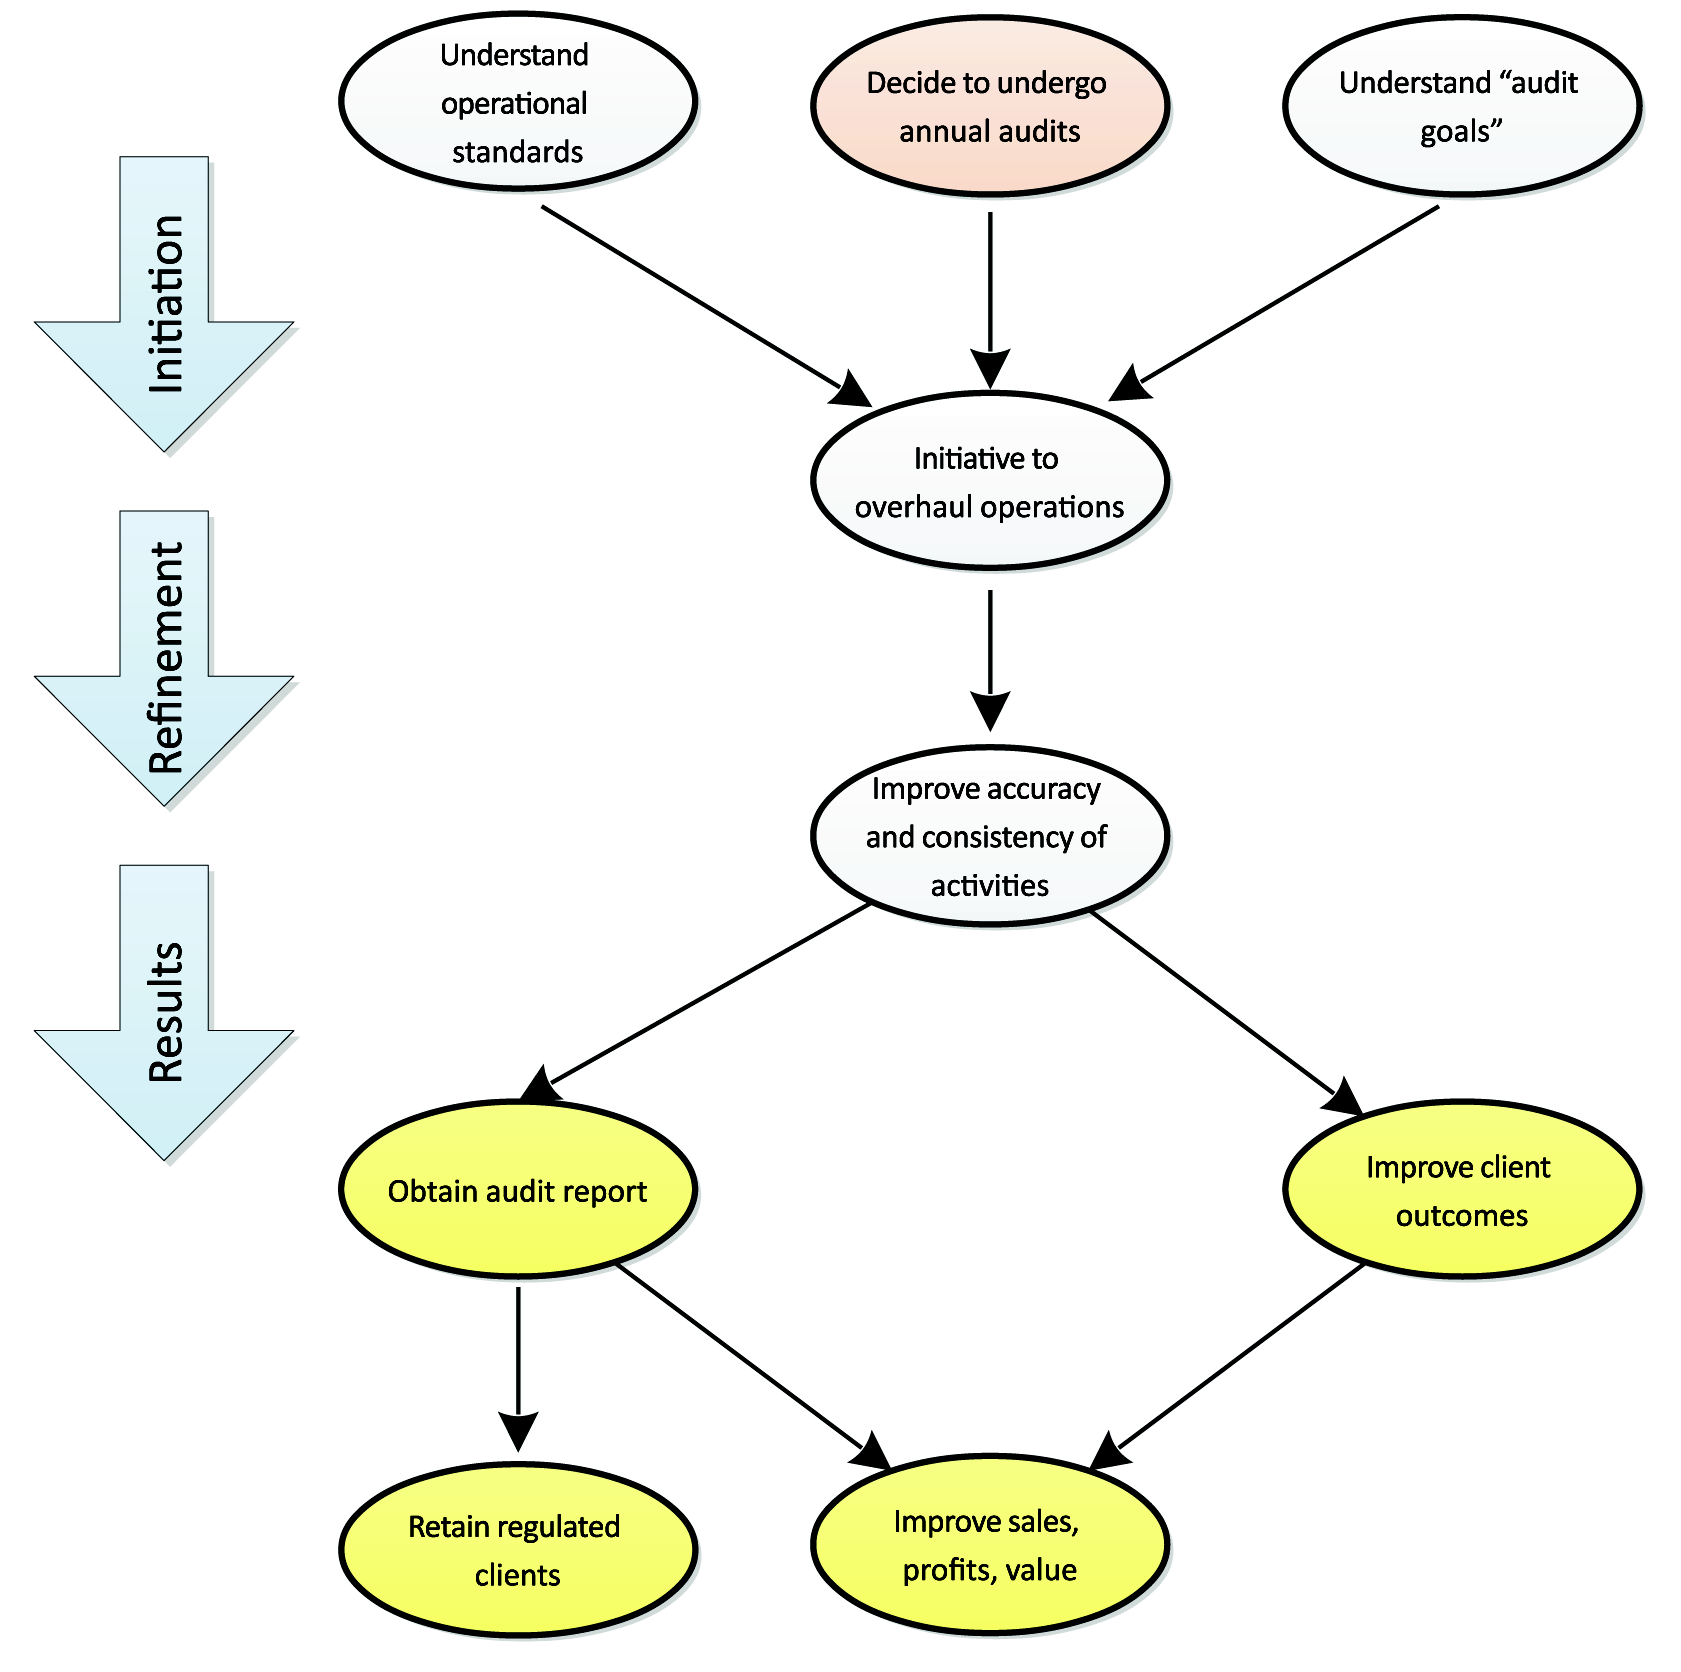 Understand
operational
standards
Decide to undergo
annual audits
Understand “audit
goals”
Initiation
Initiative to
overhaul operations
Refinement
Improve accuracy
and consistency of
activities
Results
Obtain audit report
Improve client
outcomes
Retain regulated
clients
Improve sales,
profits, value